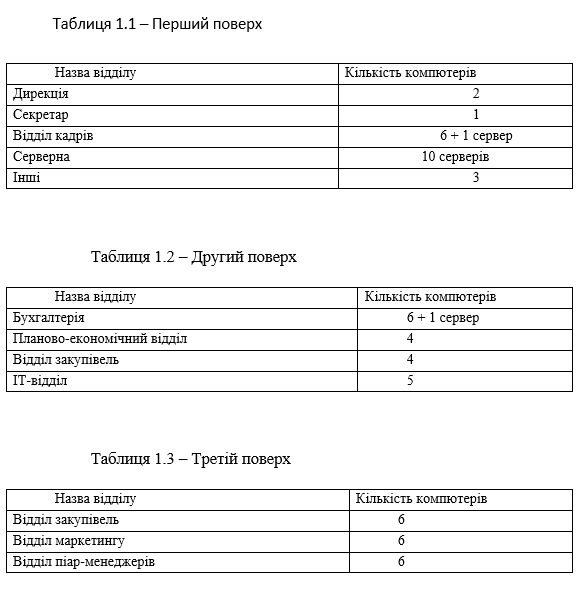 Таблиця 1.1 – Перший поверх
Назва відділу Кількість компютерів
Дирекція 2
Секретар 1
Відділ кадрів 6 + 1 сервер
Серверна 10 серверів
Інші 3
Таблиця 1.2 – Другий поверх
Назва відділу Кількість компютерів
Бухгалтерія 6 + 1 сервер
Планово-економічний відділ 4
Відділ закупівель 4
ІТ-відділ 5
Таблиця 1.3 – Третій поверх
Назва відділу Кількість компютерів
Відділ закупівель 6
Відділ маркетингу 6
Відділ піар-менеджерів 6